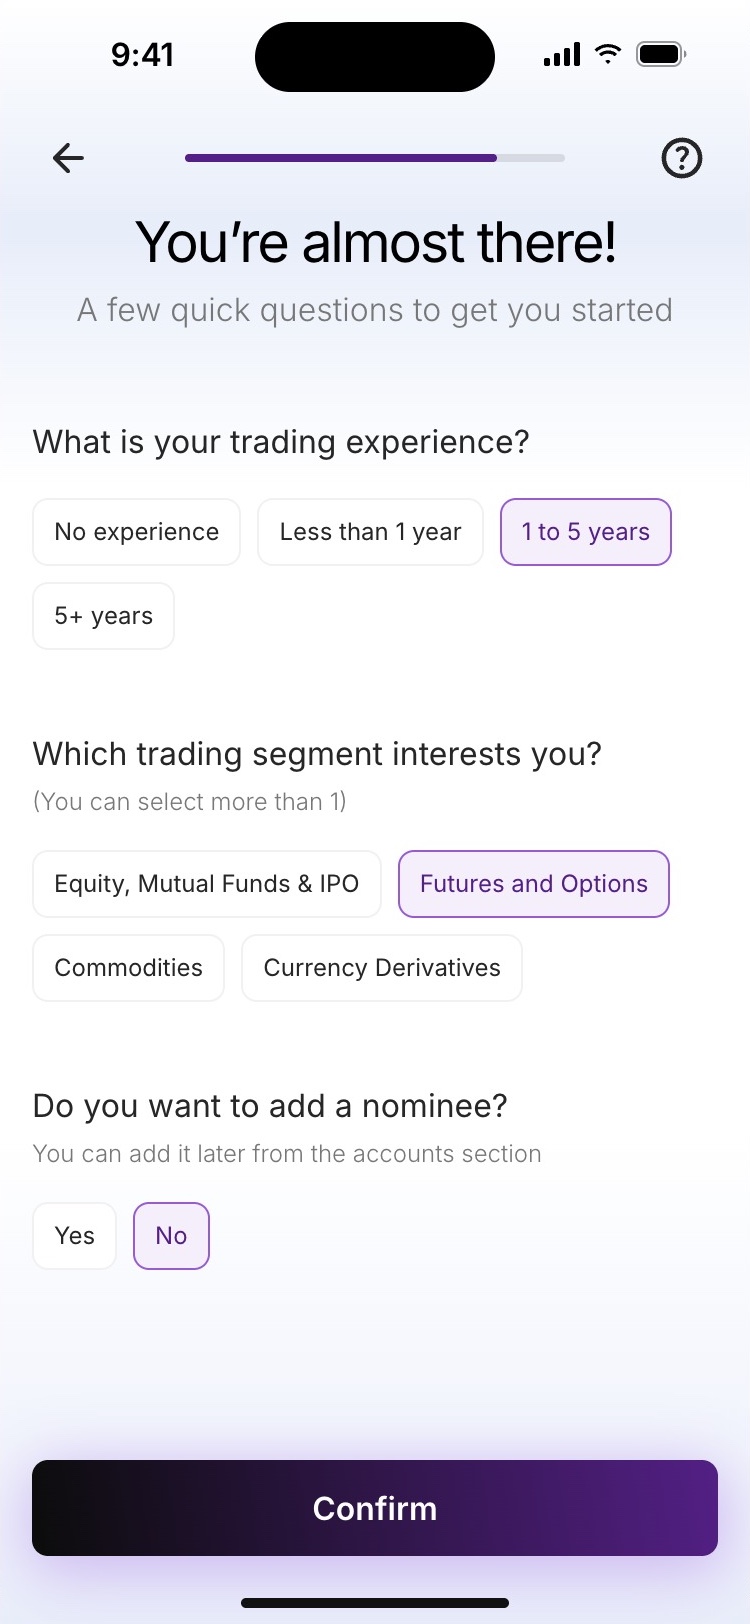 9:41
You’re almost there!
A few quick questions to get you started
What is your trading experience?
No experience
Less than 1 year
1 to 5 years
5+ years
Which trading segment interests you?
(You can select more than 1)
Equity, Mutual Funds & IPO
Futures and Options
Commodities
Currency Derivatives
Do you want to add a nominee?
You can add it later from the accounts section
Yes
No
Confirm